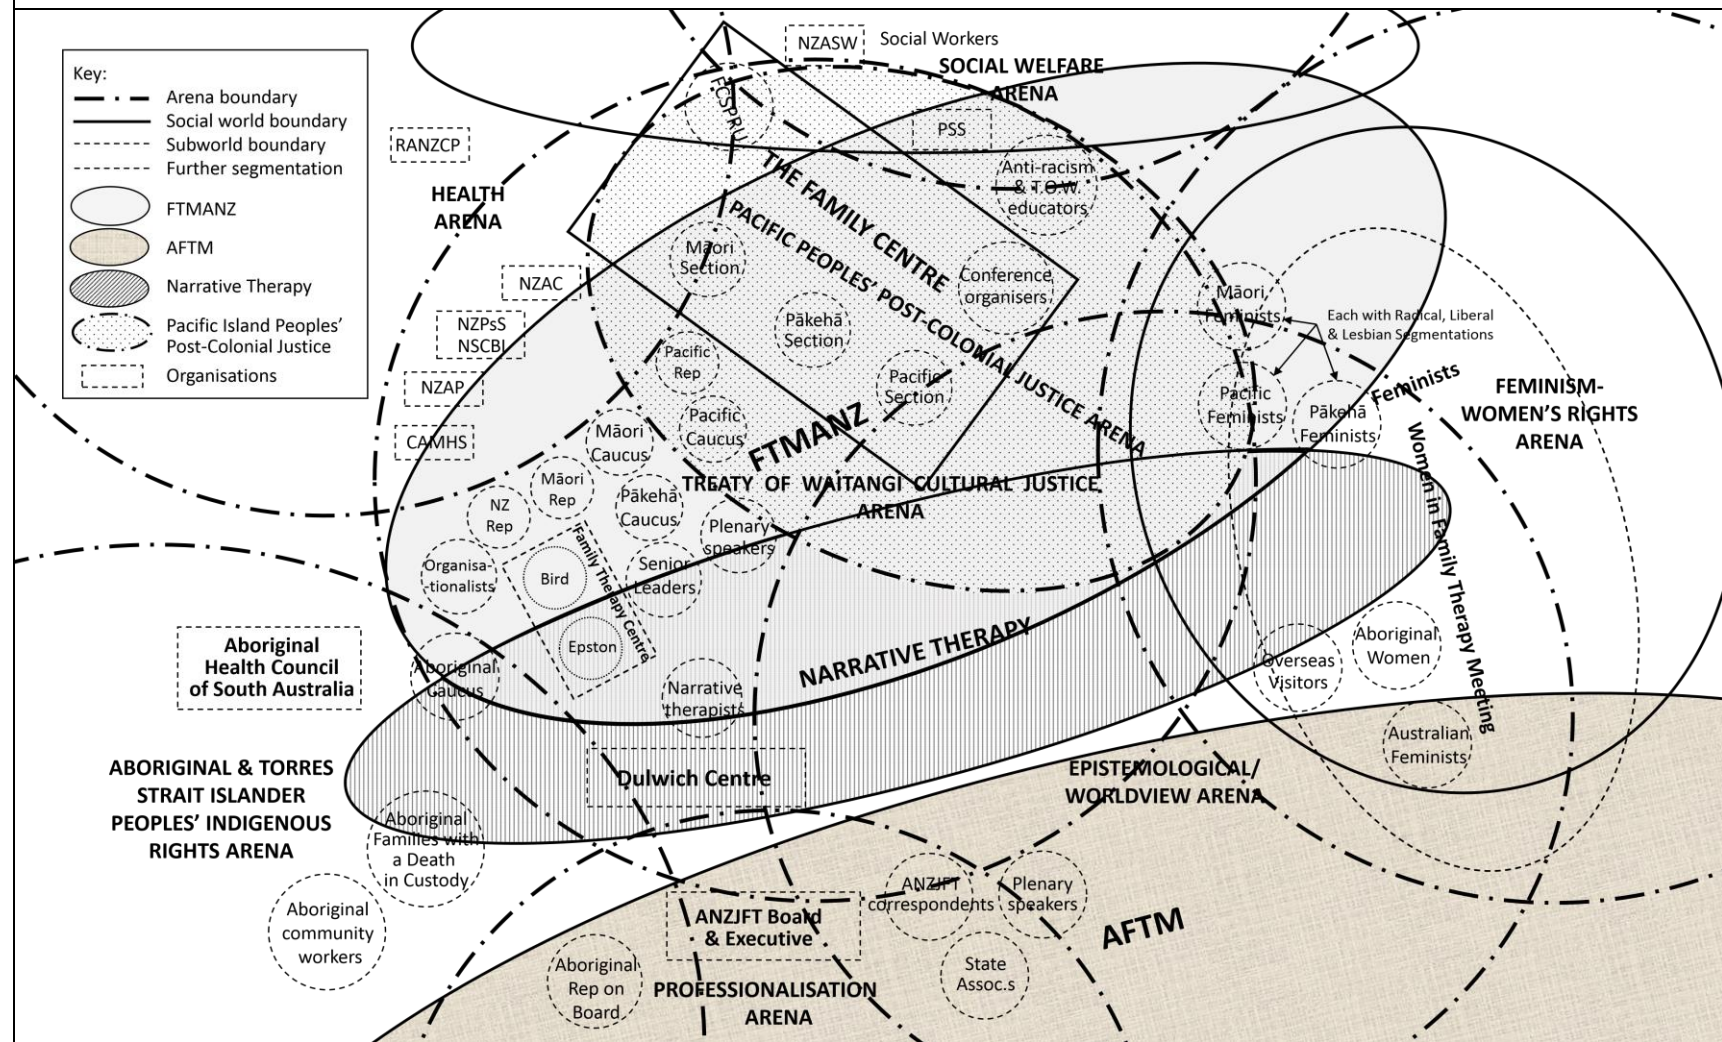 Key:
Arena boundary
Social world boundary
Subworld boundary
Further segmentation
FTMANZ
AFTM
Narrative Therapy
Pacific Island Peoples'
Post-Colonial Justice
Organisations
NZASW
Social Workers
SOCIAL WELFARE
ARENA
FCSPRU
PSS
RANZCP
HEALTH
ARENA
Anti-racism
& T.O.W.
educators
THE FAMILY CENTRE
PACIFIC PEOPLES' POST-COLONIAL JUSTICE ARENA
Māori
Section
Conference
organisers
NZAC
Māori
Feminists
Each with Radical, Liberal
& Lesbian Segmentations
NZPsS
NSCBI
Pākehā
Section
Pacific
Rep
Pacific
Section
NZAP
Pacific
Feminists
Pākehā
Feminists
Feminists
FEMINISM-
WOMEN'S RIGHTS
ARENA
CAMHS
Māori
Caucus
Pacific
Caucus
FTMANZ
Women in Family Therapy Meeting
TREATY OF WAITANGI CULTURAL JUSTICE
ARENA
Māori
Rep
NZ
Rep
Pākehā
Caucus
Plenary
speakers
Organisa-
-tionalists
Bird
Family Therapy Centre
Senior
Leaders
Epston
NARRATIVE THERAPY
Aboriginal
Health Council
of South Australia
Aboriginal
Caucus
Narrative
therapists
Overseas
Visitors
Aboriginal
Women
Australian
Feminists
Dulwich Centre
EPISTEMOLOGICAL/
WORLDVIEW ARENA
ABORIGINAL & TORRES
STRAIT ISLANDER
PEOPLES' INDIGENOUS
RIGHTS ARENA
Aboriginal
Families with
a Death
in Custody
Aboriginal
community
workers
ANZJFT Board
& Executive
ANZJFT
correspondents
Plenary
speakers
AFTM
Aboriginal
Rep on
Board
PROFESSIONALISATION
ARENA
State
Assoc.s